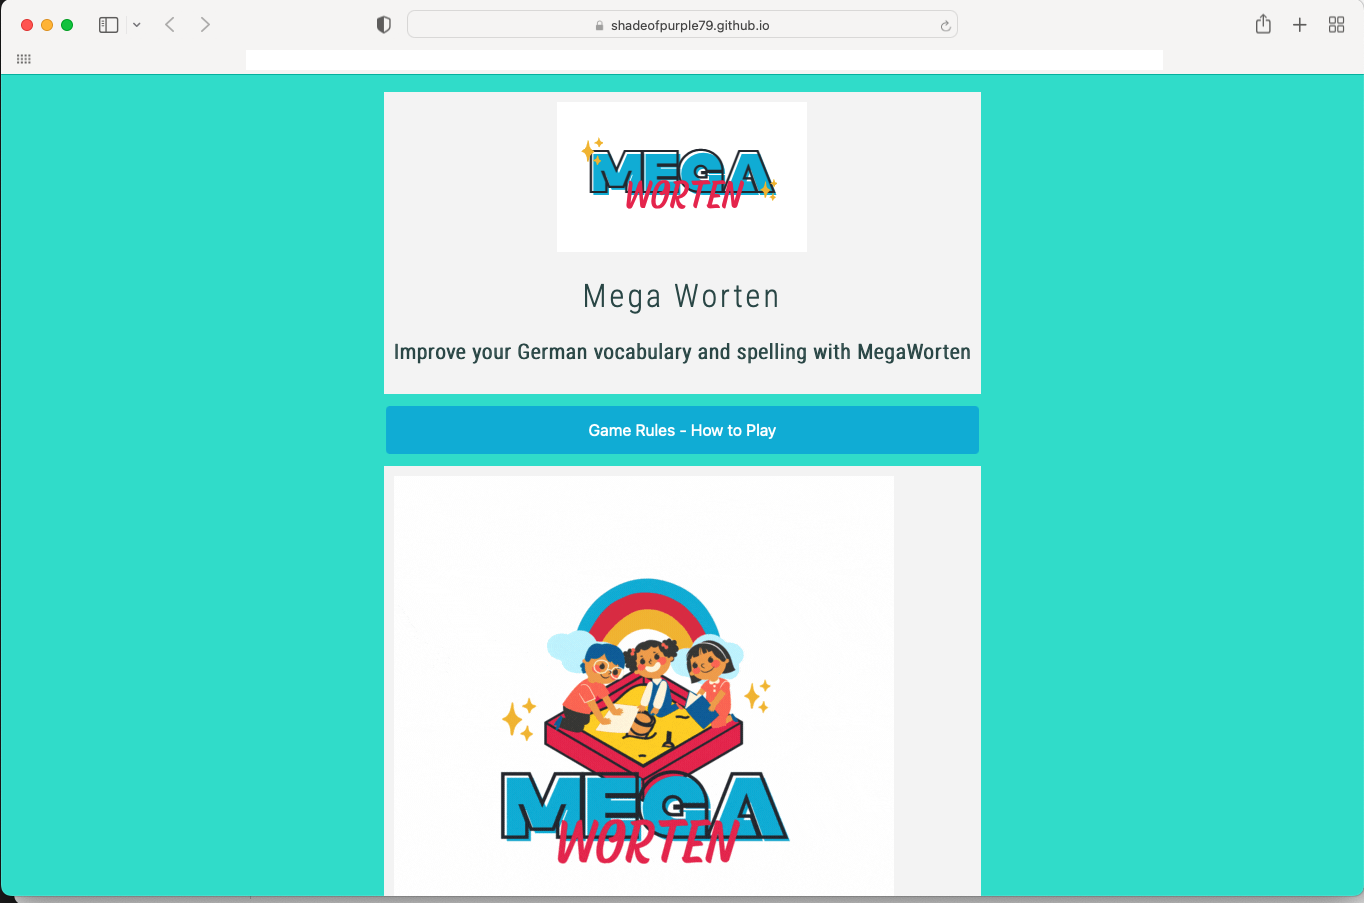 shadeofpurple79.github.io
MEGA
WORTEN
Mega Worten
Improve your German vocabulary and spelling with MegaWorten
Game Rules - How to Play
MEGA
WORTEN